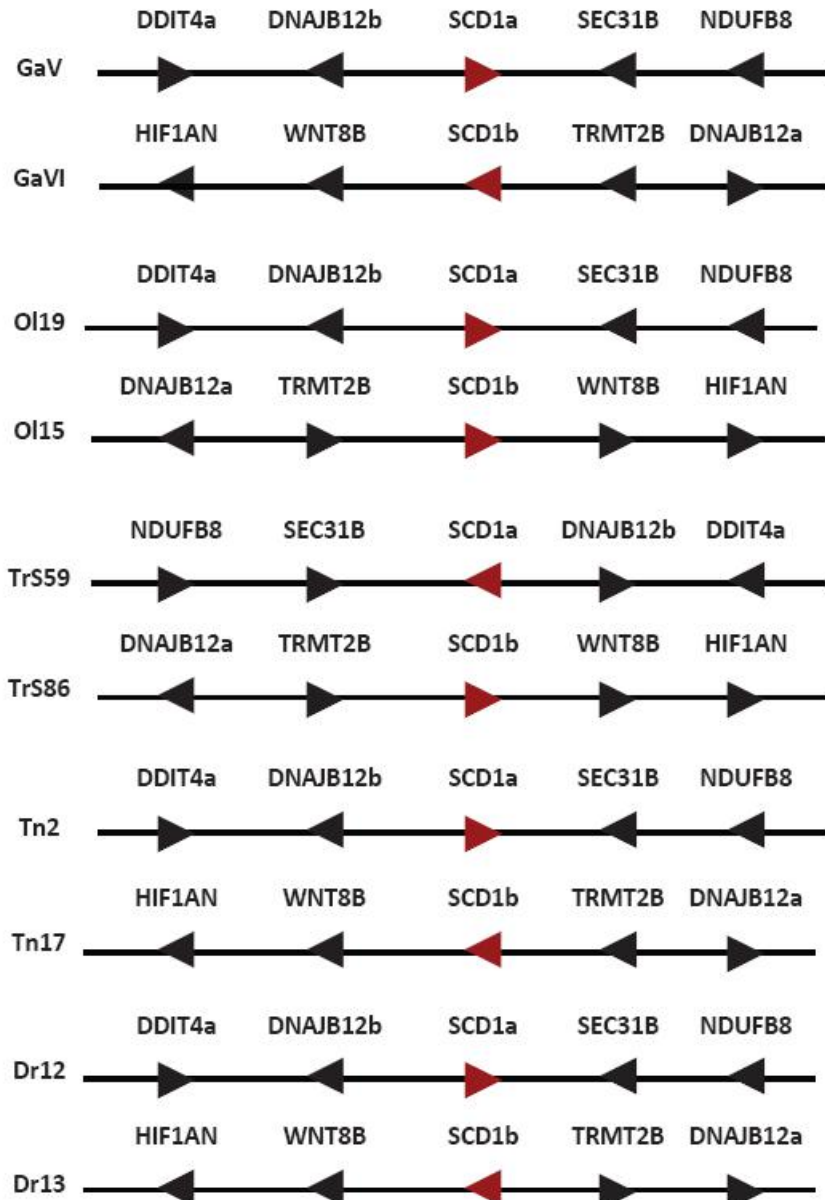 DDIT4a DNAJB12b SCD1a SEC31B NDUFB8
GaV
HIF1AN WNT8B SCD1b TRMT2B DNAJB12a
GaVI
DDIT4a DNAJB12b SCD1a SEC31B NDUFB8
Ol19
DNAJB12a TRMT2B SCD1b WNT8B HIF1AN
Ol15
NDUFB8 SEC31B SCD1a DNAJB12b DDIT4a
TrS59
DNAJB12a TRMT2B SCD1b WNT8B HIF1AN
TrS86
DDIT4a DNAJB12b SCD1a SEC31B NDUFB8
Tn2
HIF1AN WNT8B SCD1b TRMT2B DNAJB12a
Tn17
DDIT4a DNAJB12b SCD1a SEC31B NDUFB8
Dr12
HIF1AN WNT8B SCD1b TRMT2B DNAJB12a
Dr13